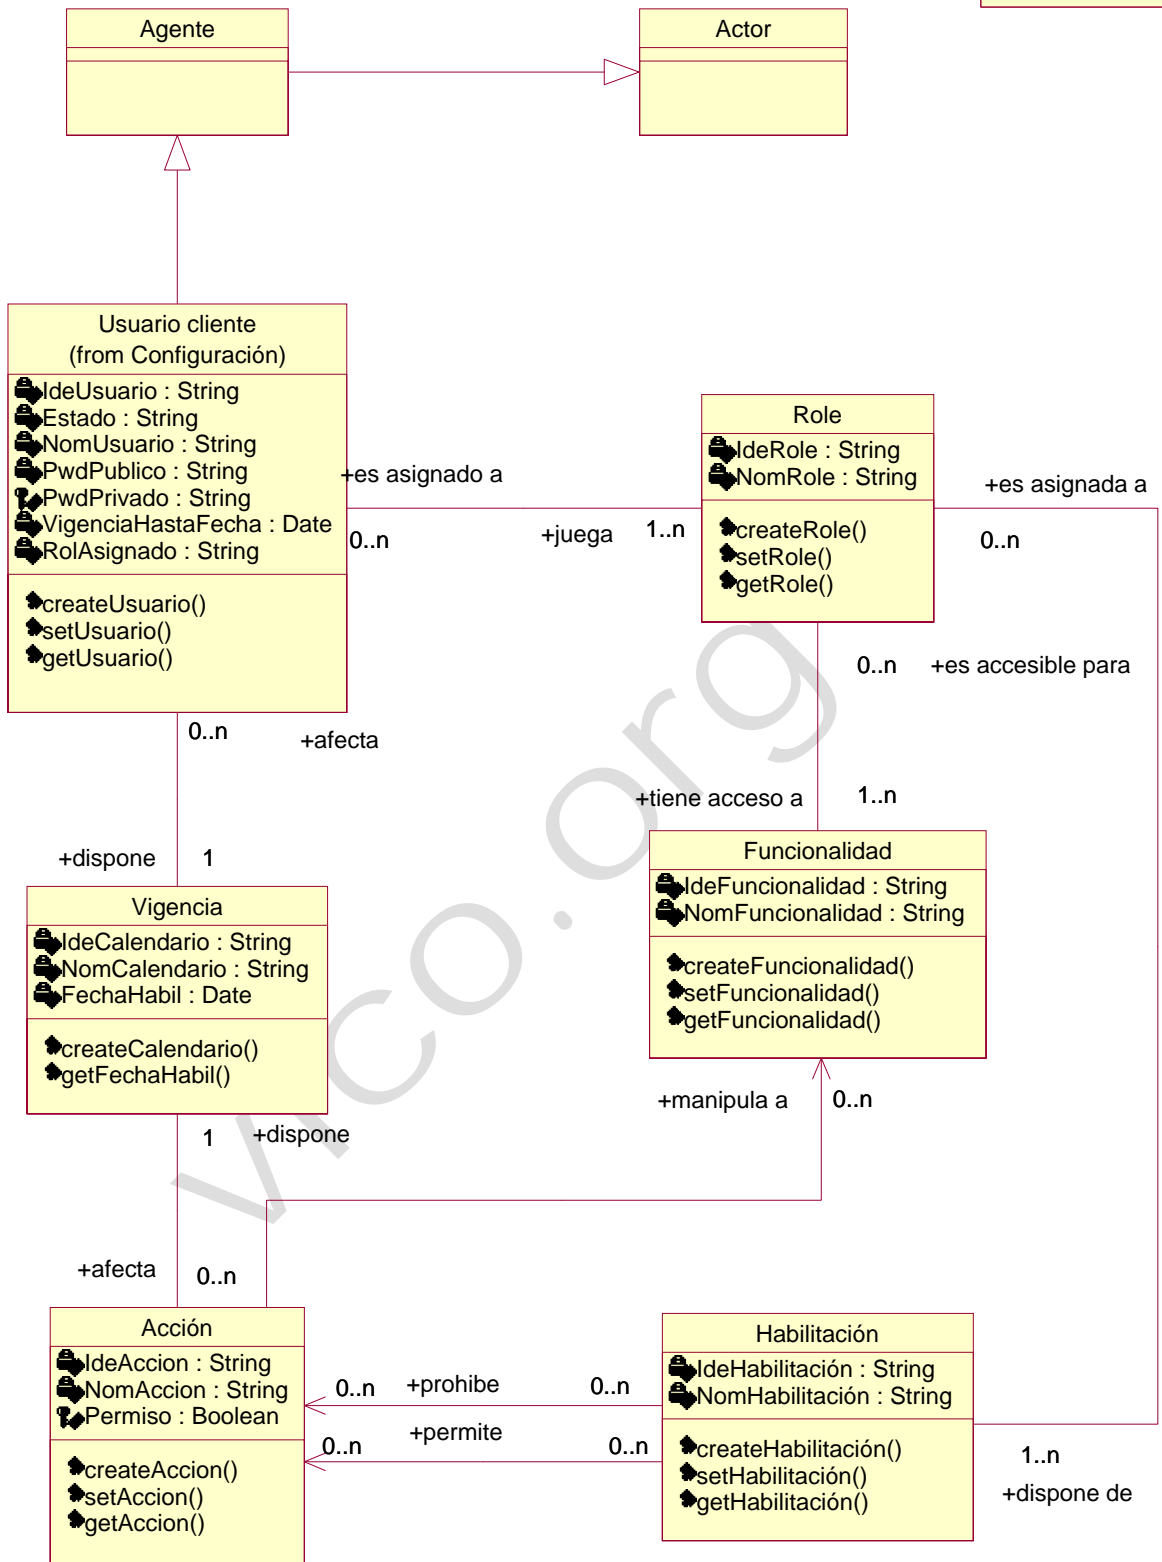 Agente
Actor
Usuario cliente
(from Configuración)
IdeUsuario : String
Estado : String
NomUsuario : String
PwdPublico : String
PwdPrivado : String
VigenciaHastaFecha : Date
RolAsignado : String
createUsuario()
setUsuario()
getUsuario()
+es asignado a
0..n
+juega
1..n
Role
IdeRole : String
NomRole : String
createRole()
setRole()
getRole()
+es asignada a
0..n
0..n
+es accesible para
0..n
+afecta
+tiene acceso a
1..n
+dispone
1
Vigencia
IdeCalendario : String
NomCalendario : String
FechaHabil : Date
createCalendario()
getFechaHabil()
Funcionalidad
IdeFuncionalidad : String
NomFuncionalidad : String
createFuncionalidad()
setFuncionalidad()
getFuncionalidad()
+manipula a
0..n
1
+dispone
vico.org
+afecta
0..n
Acción
IdeAccion : String
NomAccion : String
Permiso : Boolean
createAccion()
setAccion()
getAccion()
0..n
+prohibe
0..n
0..n
+permite
0..n
Habilitación
IdeHabilitación : String
NomHabilitación : String
createHabilitación()
setHabilitación()
getHabilitación()
1..n
+dispone de